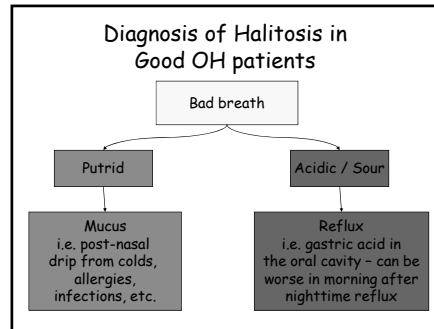 Diagnosis of Halitosis in
Good OH patients
Bad breath
Putrid
Acidic / Sour
Mucus
i.e. post-nasal
drip from colds,
allergies,
infections, etc.
Reflux
i.e. gastric acid in
the oral cavity – can be
worse in morning after
nighttime reflux